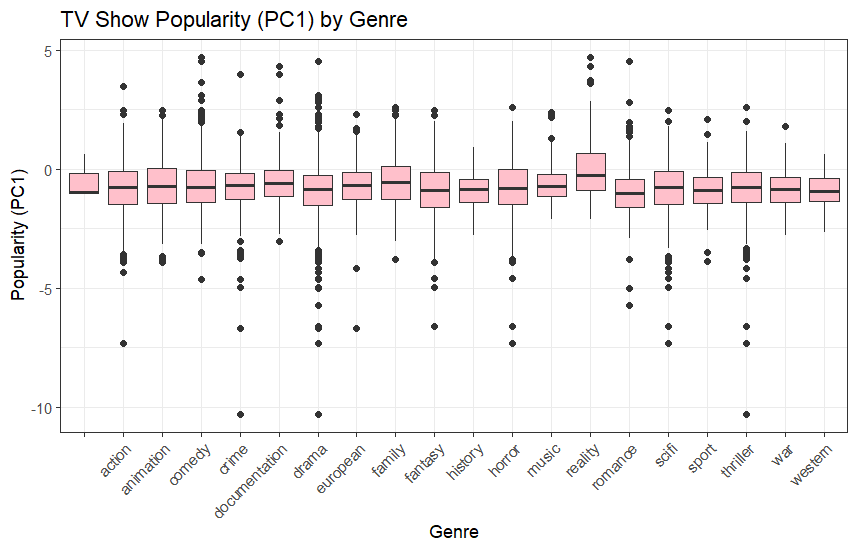 TV Show Popularity (PC1) by Genre
Popularity (PC1)
5
0
-5
-10
action
animation
comedy
crime
documentation
drama
european
family
fantasy
history
horror
music
reality
romance
scifi
sport
thriller
war
western
Genre